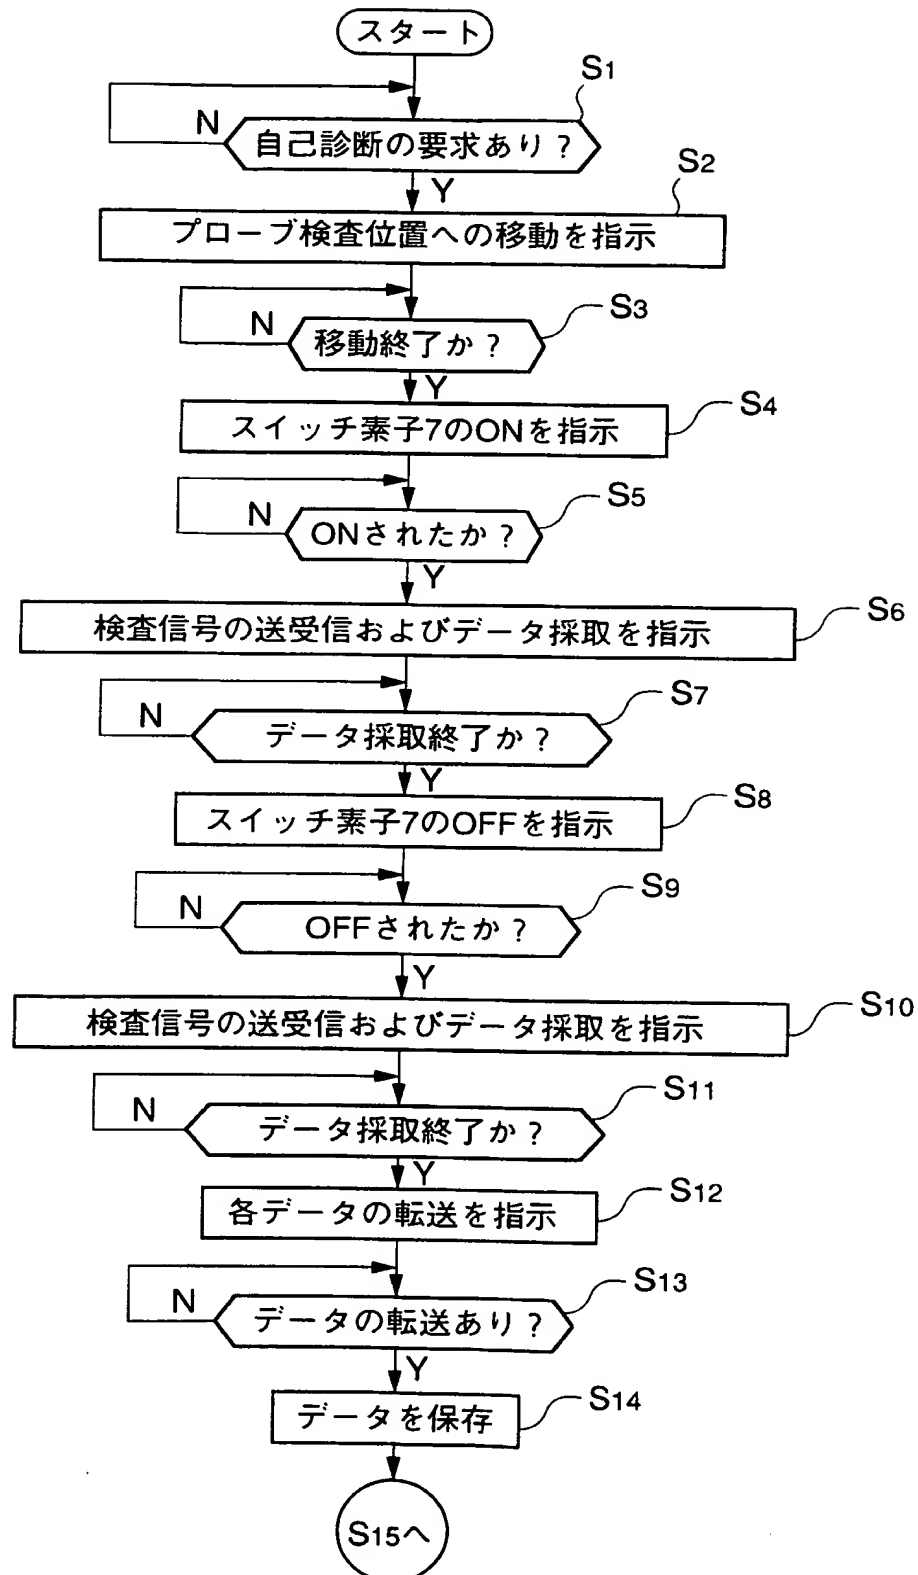 スタート
S1
N
自己診断の要求あり？
Y
S2
プローブ検査位置への移動を指示
S3
N
移動終了か？
Y
S4
スイッチ素子7のONを指示
S5
N
ONされたか？
Y
S6
検査信号の送受信およびデータ採取を指示
S7
N
データ採取終了か？
Y
S8
スイッチ素子7のOFFを指示
S9
N
OFFされたか？
Y
S10
検査信号の送受信およびデータ採取を指示
S11
N
データ採取終了か？
Y
S12
各データの転送を指示
S13
N
データの転送あり？
Y
S14
データを保存
S15へ